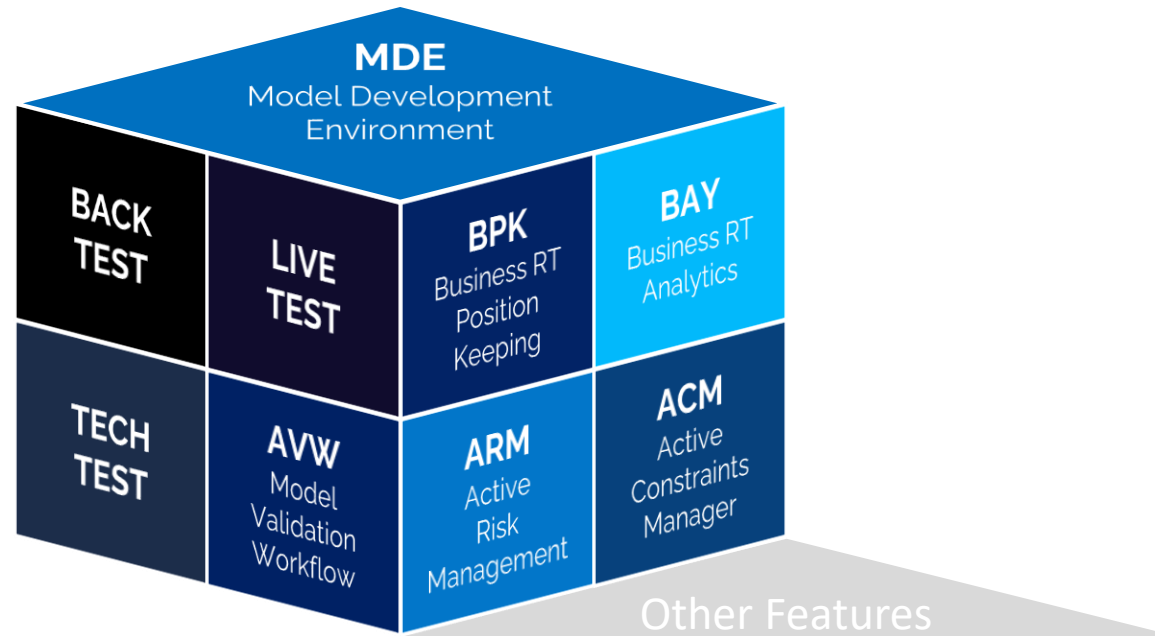 MDE
Model Development
Environment
BACK
TEST
LIVE
TEST
BPK
Business RT
Position
Keeping
BAY
Business RT
Analytics
TECH
TEST
AVW
Model
Validation
Workflow
ARM
Active
Risk
Management
ACM
Active
Constraints
Manager
Other Features